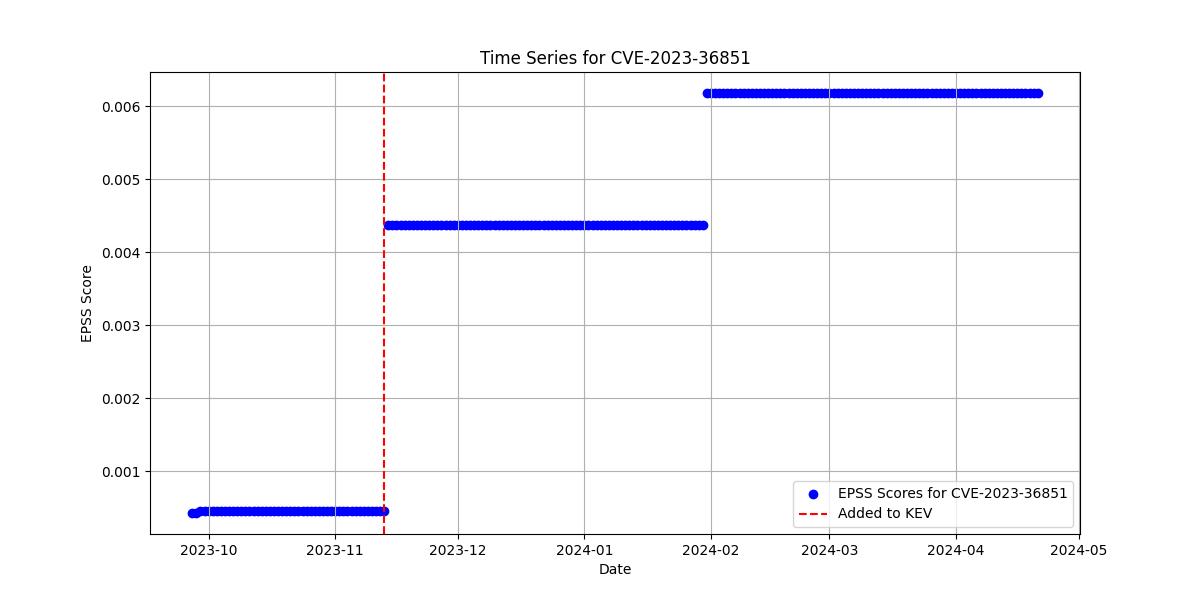 Time Series for CVE-2023-36851
EPSS Score
0.006
0.005
0.004
0.003
0.002
0.001
EPSS Scores for CVE-2023-36851
Added to KEV
2023-10 2023-11 2023-12 2024-01 2024-02 2024-03 2024-04 2024-05
Date